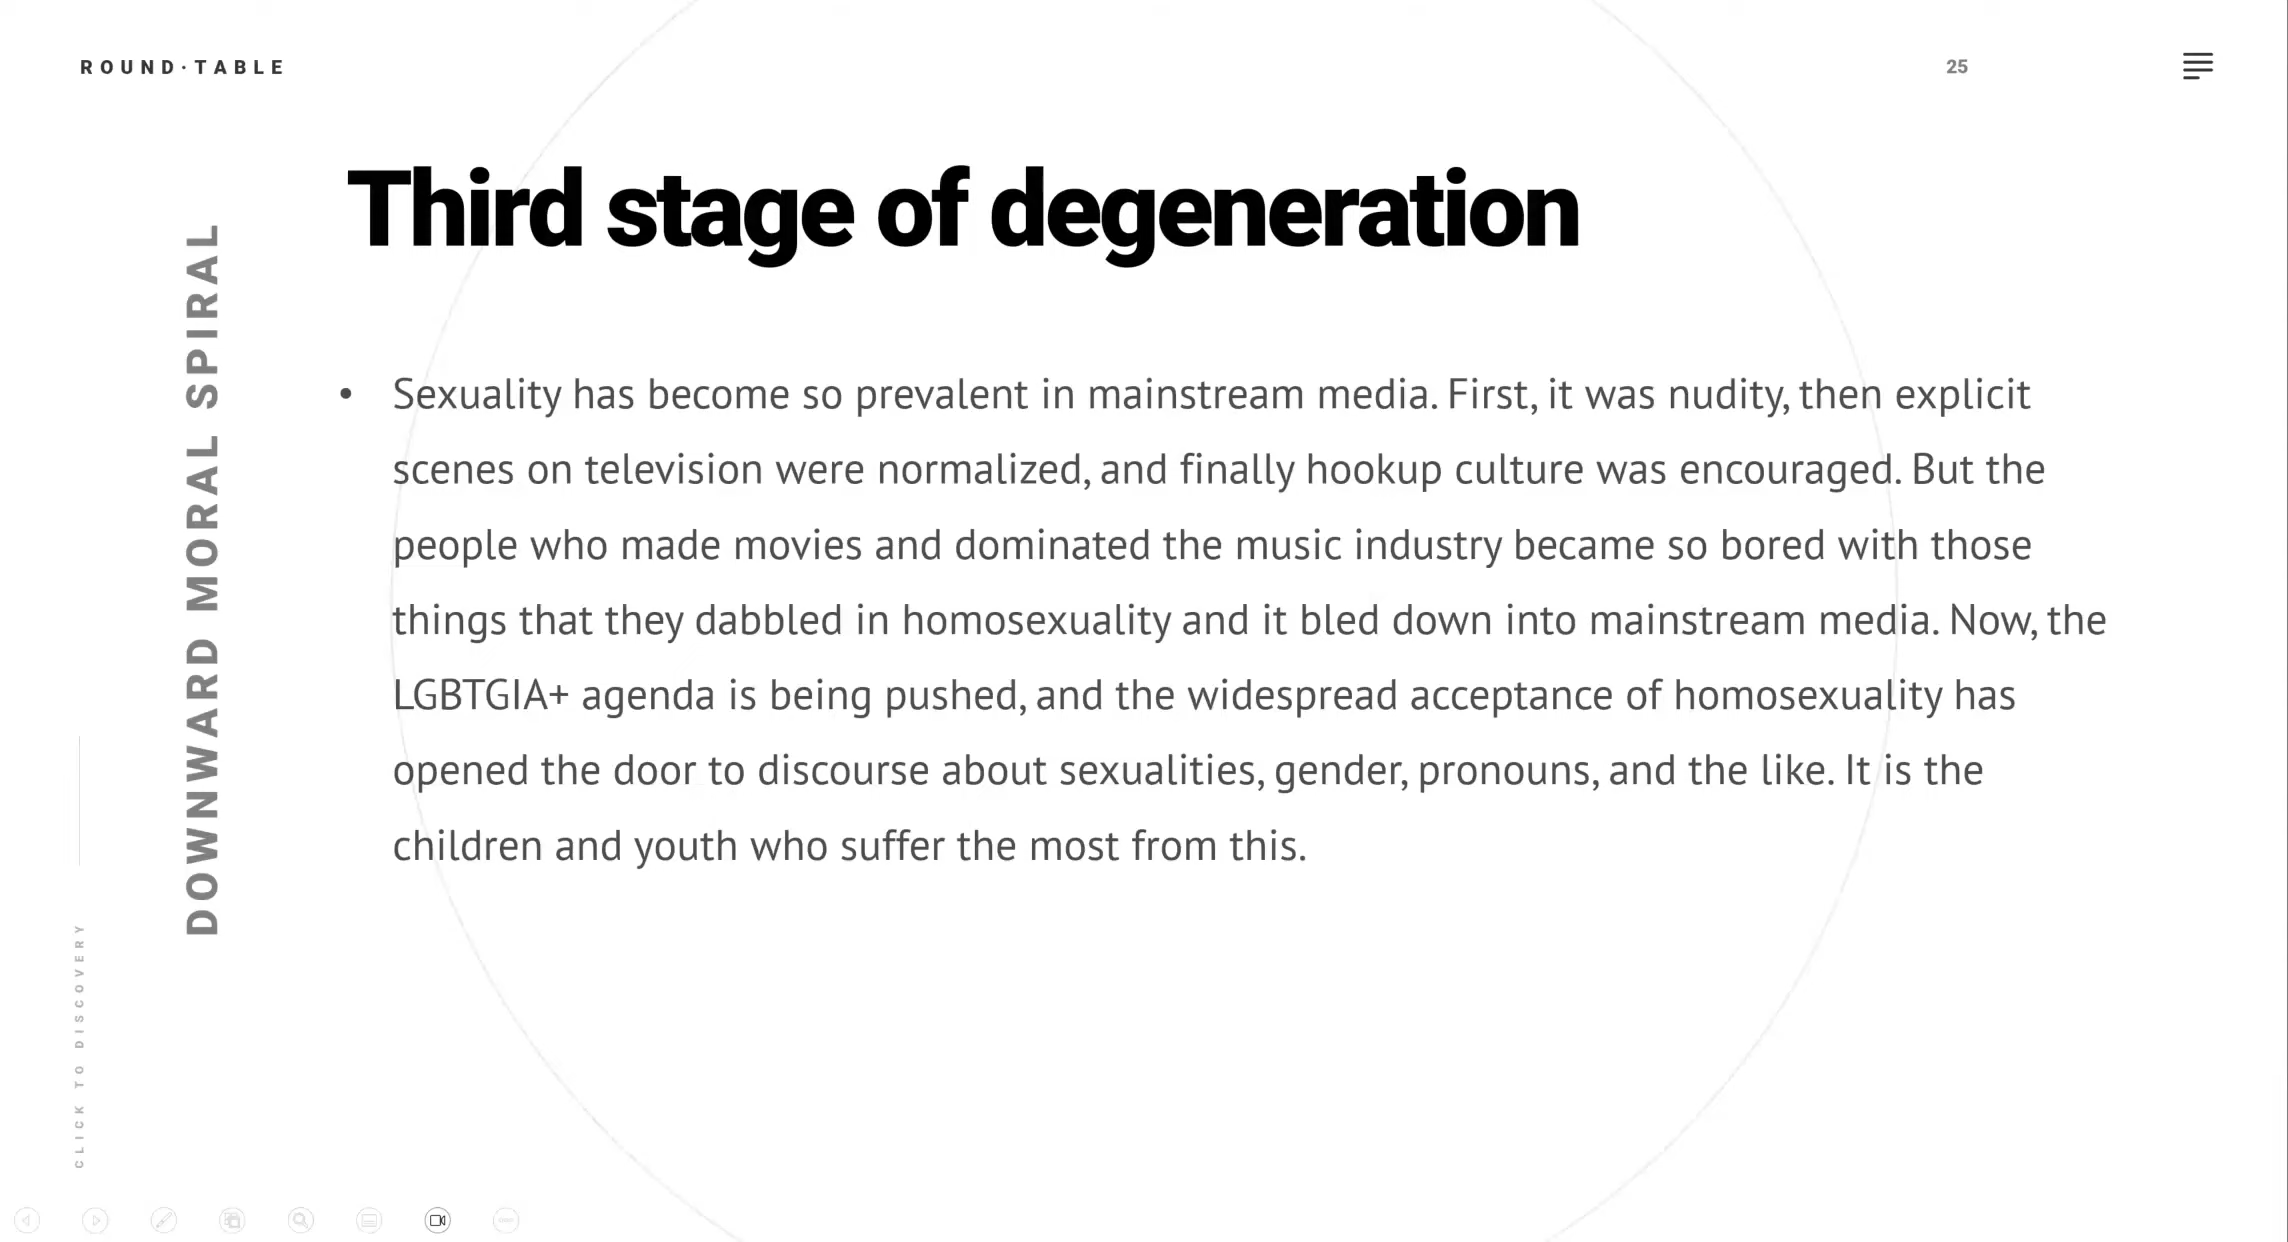 ROUND·TABLE
25
Third stage of degeneration
DOWNWARD MORAL SPIRAL
• Sexuality has become so prevalent in mainstream media. First, it was nudity, then explicit
scenes on television were normalized, and finally hookup culture was encouraged. But the
people who made movies and dominated the music industry became so bored with those
things that they dabbled in homosexuality and it bled down into mainstream media. Now, the
LGBTGIA+ agenda is being pushed, and the widespread acceptance of homosexuality has
opened the door to discourse about sexualities, gender, pronouns, and the like. It is the
children and youth who suffer the most from this.
CLICK TO DISCOVERY